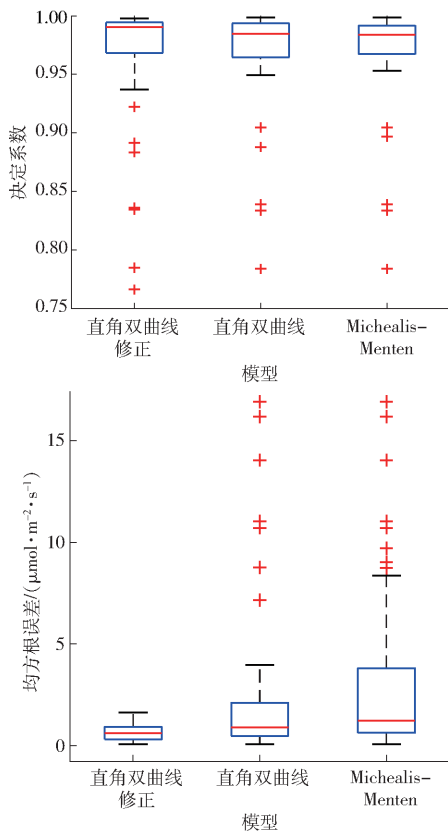 1.00
0.95
0.90
0.85
0.80
0.75
决定系数
直角双曲线
修正
直角双曲线
Michealis-
Menten
模型
15
10
5
0
均方根误差/(μmol·m⁻²·s⁻¹)
直角双曲线
修正
直角双曲线
Michealis-
Menten
模型